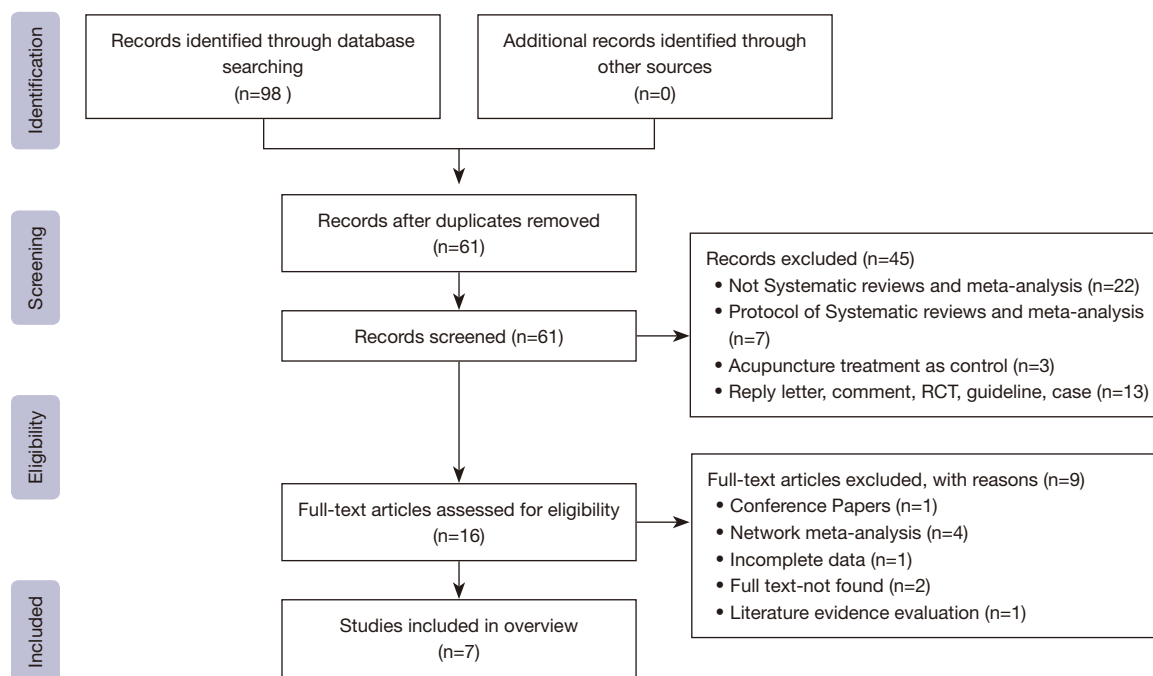 Identification
Records identified through database
searching
(n=98 )
Additional records identified through
other sources
(n=0)
Screening
Records after duplicates removed
(n=61)
Records screened (n=61)
Records excluded (n=45)
• Not Systematic reviews and meta-analysis (n=22)
• Protocol of Systematic reviews and meta-analysis
(n=7)
• Acupuncture treatment as control (n=3)
• Reply letter, comment, RCT, guideline, case (n=13)
Eligibility
Full-text articles assessed for eligibility
(n=16)
Full-text articles excluded, with reasons (n=9)
• Conference Papers (n=1)
• Network meta-analysis (n=4)
• Incomplete data (n=1)
• Full text-not found (n=2)
• Literature evidence evaluation (n=1)
Included
Studies included in overview
(n=7)